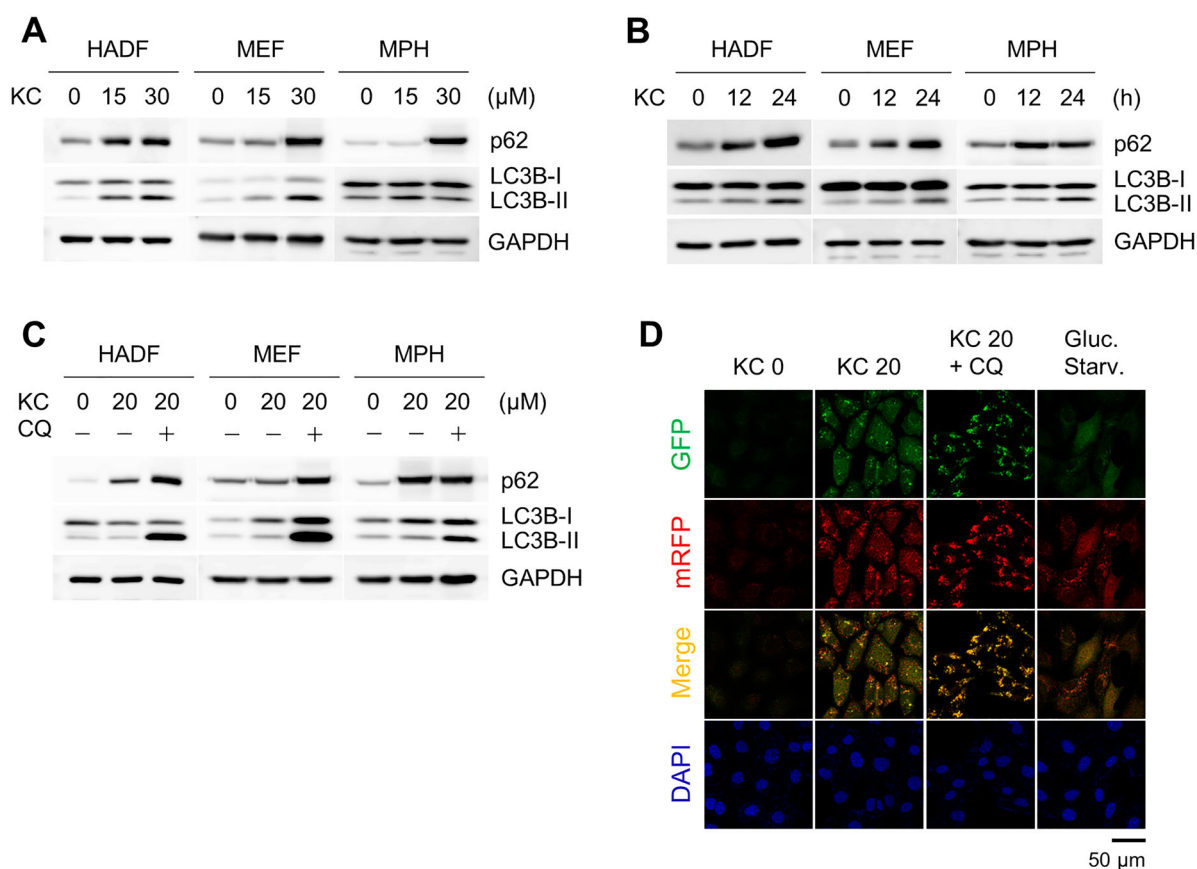 A
HADF MEF MPH
KC 0 15 30 0 15 30 0 15 30 (µM)
p62
LC3B-I
LC3B-II
GAPDH
B
HADF MEF MPH
KC 0 12 24 0 12 24 0 12 24 (h)
p62
LC3B-I
LC3B-II
GAPDH
C
HADF MEF MPH
KC 0 20 20 0 20 20 0 20 20 (µM)
CQ − − + − − + − − +
p62
LC3B-I
LC3B-II
GAPDH
D
KC 0 KC 20 KC 20 + CQ Gluc. Starv.
GFP
mRFP
Merge
DAPI
50 µm